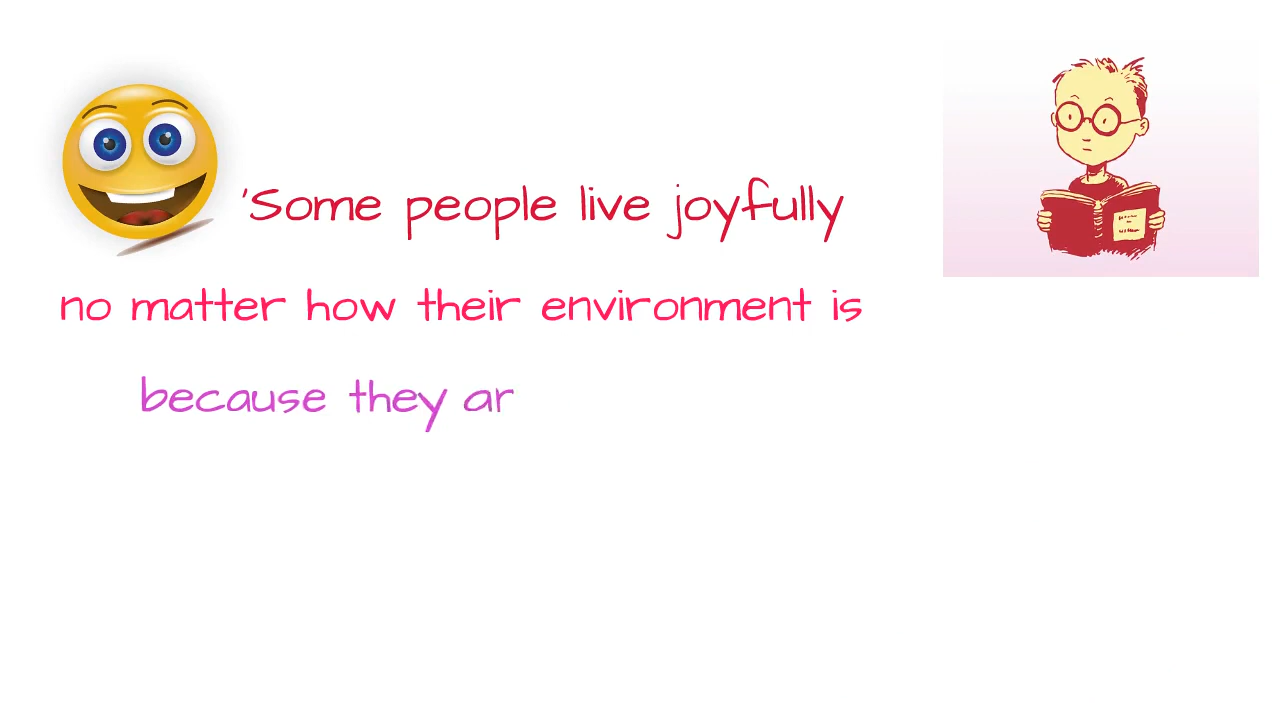 'Some people live joyfully
no matter how their environment is
because they ar